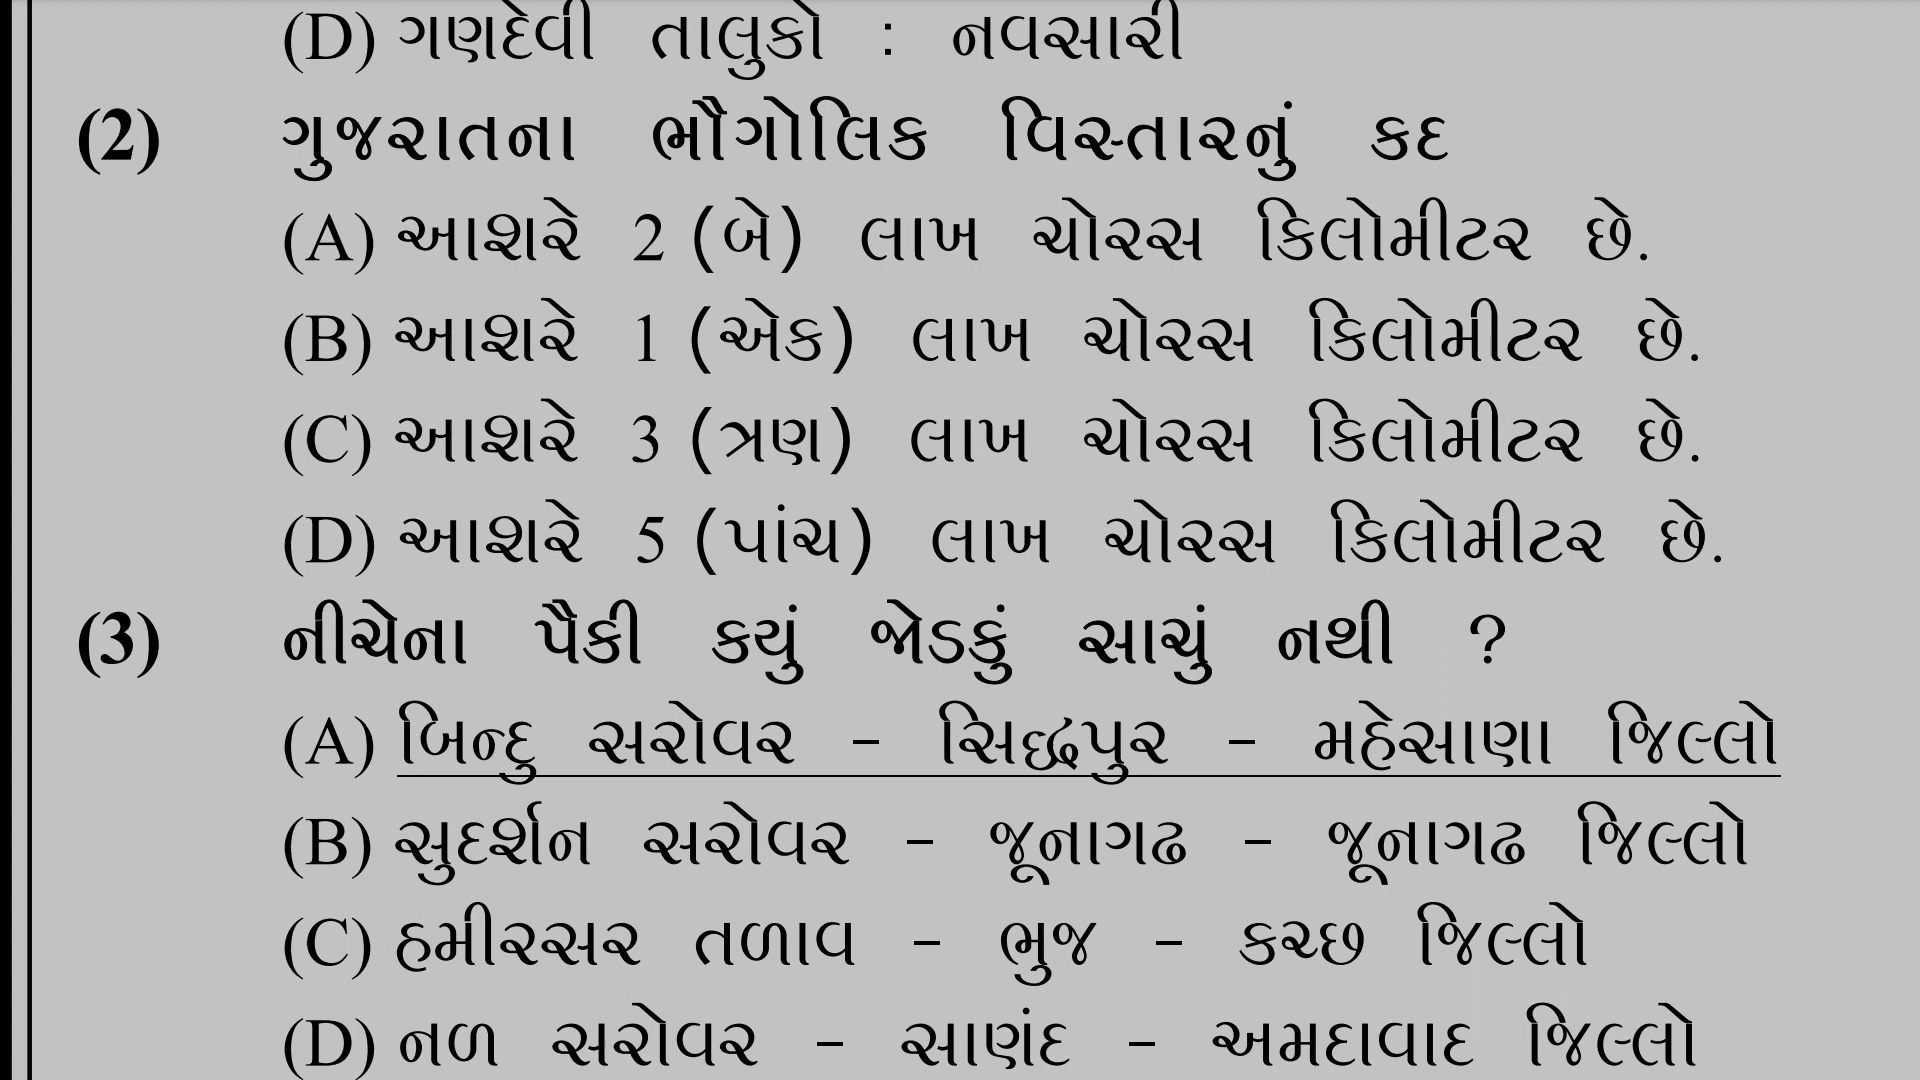 (D) ગણદેવી તાલુકો : નવસારી
(2) ગુજરાતના ભૌગોલિક વિસ્તારનું કદ
(A) આશરે 2 (બે) લાખ ચોરસ કિલોમીટર છે.
(B) આશરે 1 (એક) લાખ ચોરસ કિલોમીટર છે.
(C) આશરે 3 (ત્રણ) લાખ ચોરસ કિલોમીટર છે.
(D) આશરે 5 (પાંચ) લાખ ચોરસ કિલોમીટર છે.
(3) નીચેના પૈકી કયું જોડકું સાચું નથી ?
(A) બિન્દુ સરોવર - સિદ્ધપુર - મહેસાણા જિલ્લો
(B) સુદર્શન સરોવર - જૂનાગઢ - જૂનાગઢ જિલ્લો
(C) હમીરસર તળાવ - ભુજ - કચ્છ જિલ્લો
(D) નળ સરોવર - સાણંદ - અમદાવાદ જિલ્લો